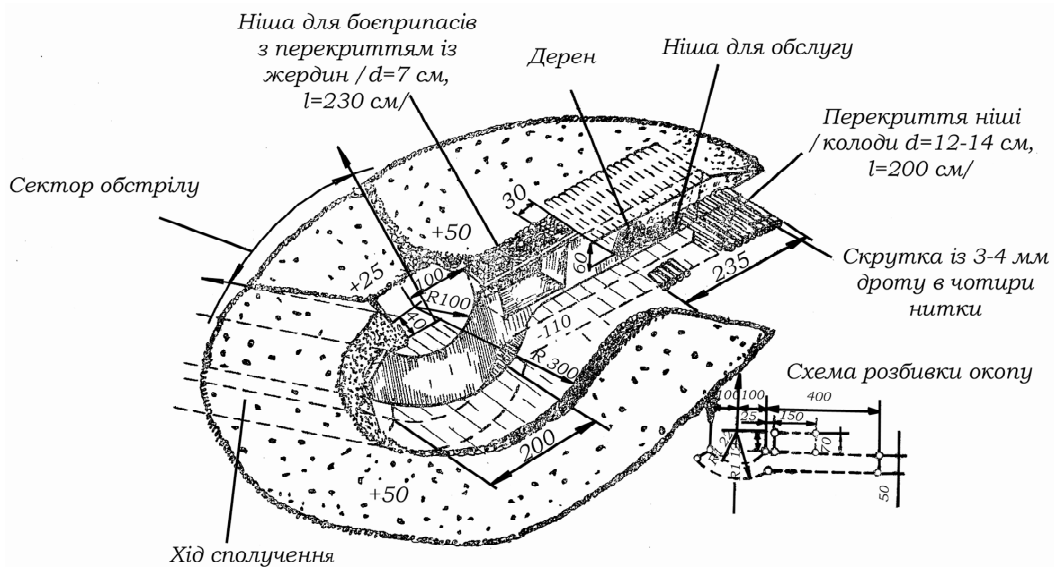 Ніша для боєприпасів
з перекриттям із
жердин /d=7 см,
l=230 см/
Дерен
Ніша для обслугу
Перекриття ніші
/колоди d=12-14 см,
l=200 см/
Сектор обстрілу
30
+50
+25
100
R100
40
60
235
Скрутка із 3-4 мм
дроту в чотири
нитки
110
R 300
200
+50
Схема розбивки окопу
100
100
400
25
150
70
50
Хід сполучення